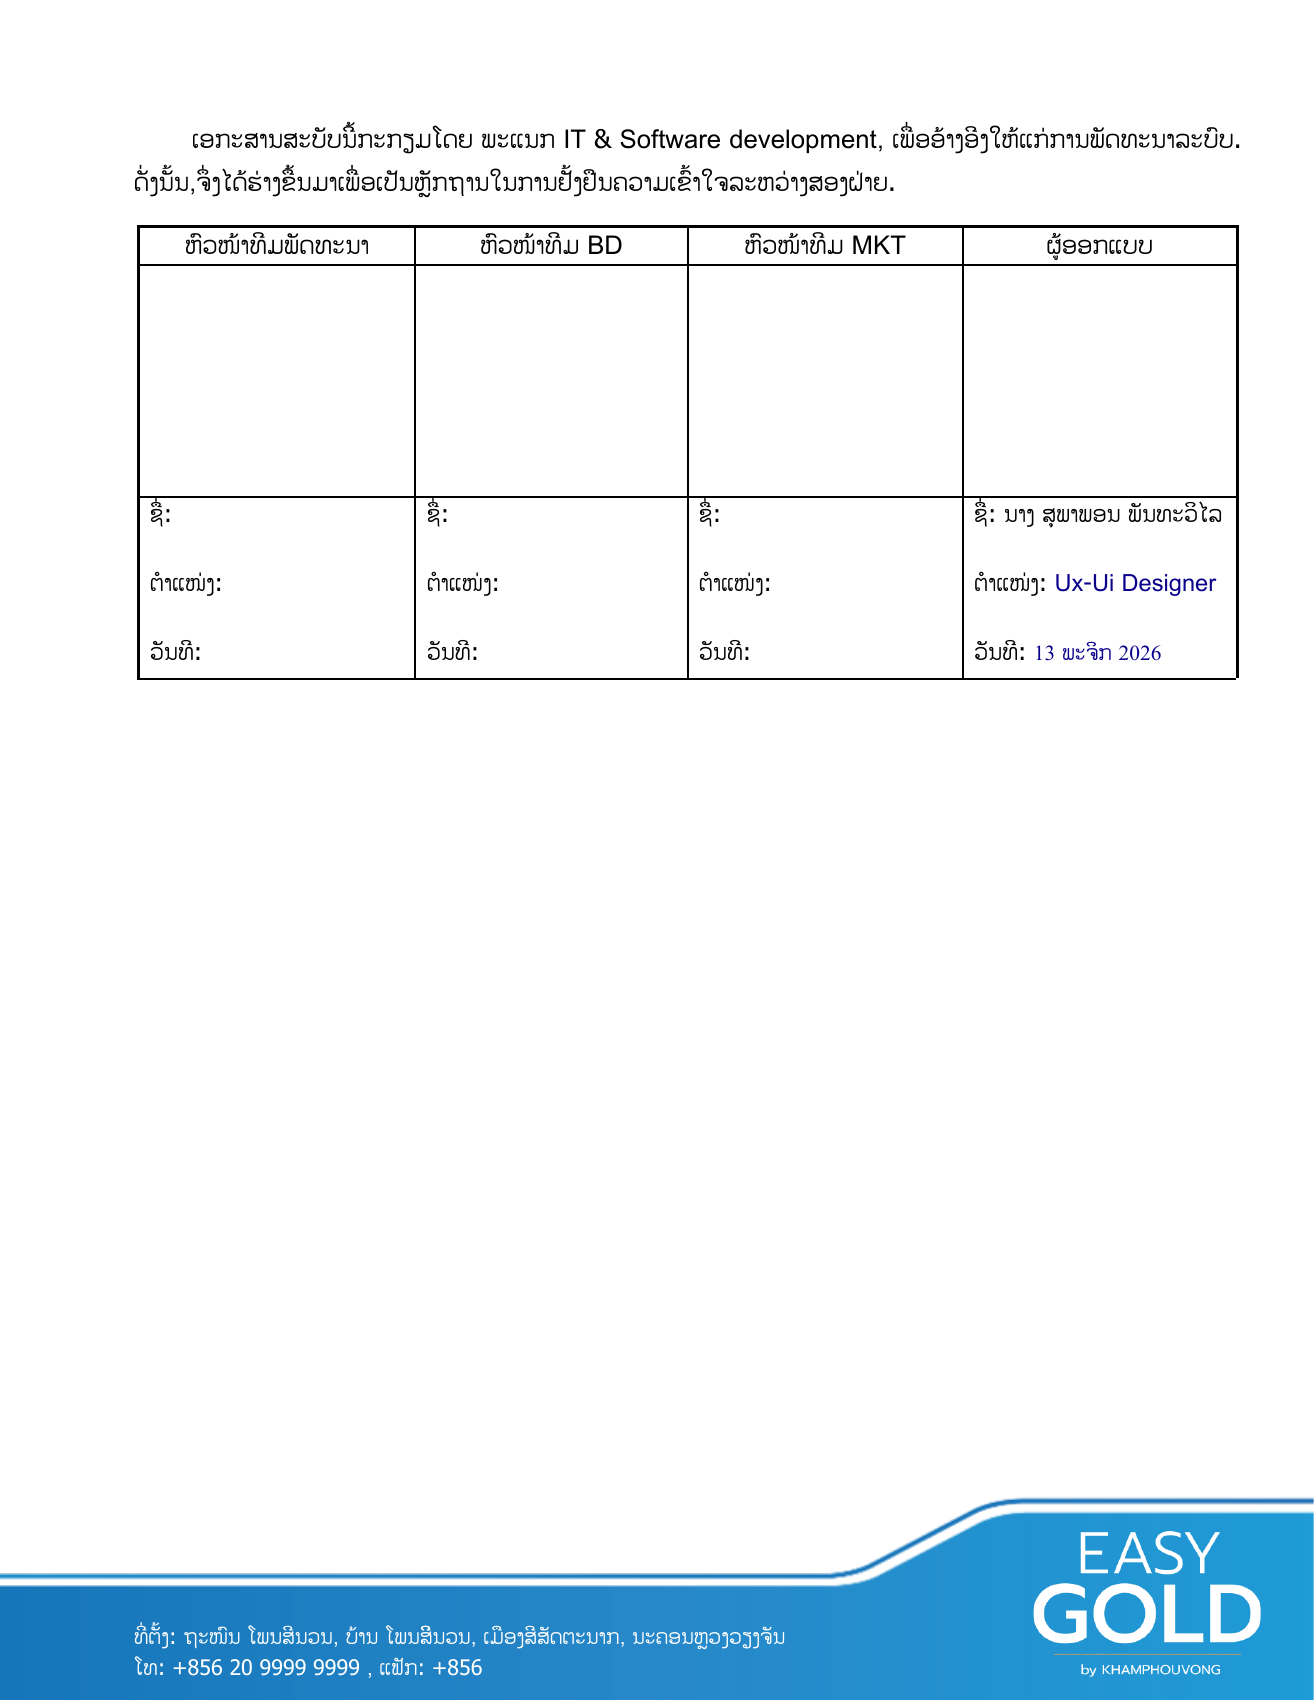 ເອກະສານສະບັບນີ້ກະກຽມໂດຍ ພະແນກ IT & Software development, ເພື່ອອ້າງອີງໃຫ້ແກ່ການພັດທະນາລະບົບ.
ດັ່ງນັ້ນ,ຈຶ່ງໄດ້ຮ່າງຂຶ້ນມາເພື່ອເປັນຫຼັກຖານໃນການຢັ້ງຢືນຄວາມເຂົ້າໃຈລະຫວ່າງສອງຝ່າຍ.
ຫົວໜ້າທີມພັດທະນາ ຫົວໜ້າທີມ BD ຫົວໜ້າທີມ MKT ຜູ້ອອກແບບ
ຊື່: ຊື່: ຊື່: ຊື່: ນາງ ສຸພາພອນ ພັນທະວິໄລ
ຕຳແໜ່ງ: ຕຳແໜ່ງ: ຕຳແໜ່ງ: ຕຳແໜ່ງ: Ux-Ui Designer
ວັນທີ: ວັນທີ: ວັນທີ: ວັນທີ: 13 ພະຈິກ 2026
EASY
GOLD
by KHAMPHOUVONG
ທີ່ຕັ້ງ: ຖະໜົນ ໂພນສີນວນ, ບ້ານ ໂພນສີນວນ, ເມືອງສີສັດຕະນາກ, ນະຄອນຫຼວງວຽງຈັນ
ໂທ: +856 20 9999 9999 , ແຟັກ: +856